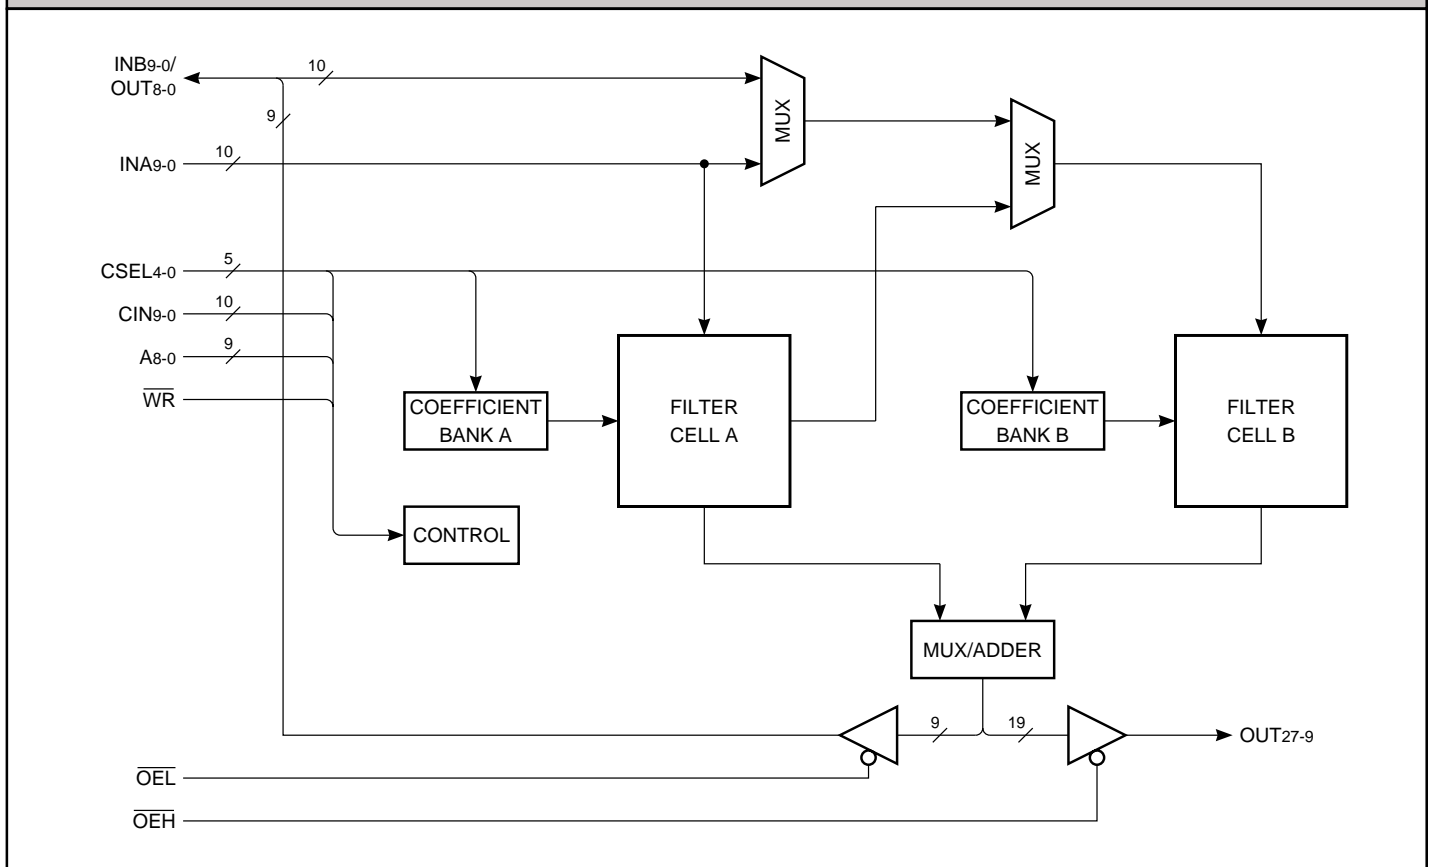 INB9-0/
OUT8-0
10
9
INA9-0
10
MUX
MUX
CSEL4-0
5
CIN9-0
10
A8-0
9
WR
COEFFICIENT
BANK A
FILTER
CELL A
COEFFICIENT
BANK B
FILTER
CELL B
CONTROL
MUX/ADDER
9
19
OUT27-9
OEL
OEH